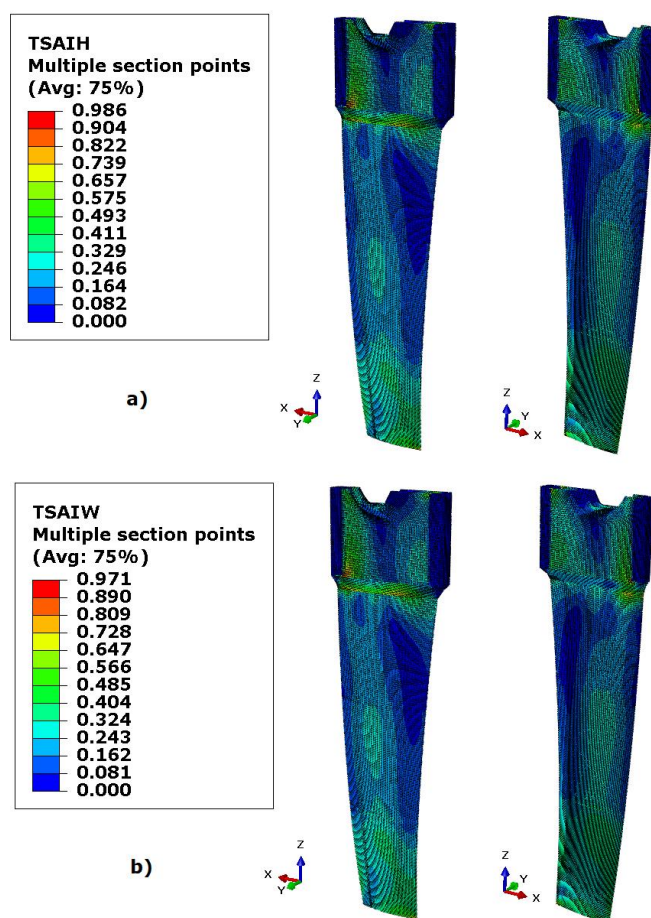 TSAIH
Multiple section points
(Avg: 75%)
0.986
0.904
0.822
0.739
0.657
0.575
0.493
0.411
0.329
0.246
0.164
0.082
0.000
a)
Z
X
Y
Z
Y
X
TSAIW
Multiple section points
(Avg: 75%)
0.971
0.890
0.809
0.728
0.647
0.566
0.485
0.404
0.324
0.243
0.162
0.081
0.000
b)
Z
X
Y
Z
Y
X